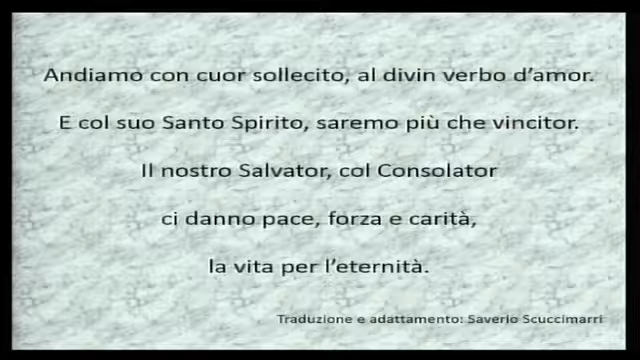 Andiamo con cuor sollecito, al divin verbo d'amor.
E col suo Santo Spirito, saremo più che vincitor.
Il nostro Salvator, col Consolator
ci danno pace, forza e carità,
la vita per l'eternità.
Traduzione e adattamento: Saverio Scuccimarri